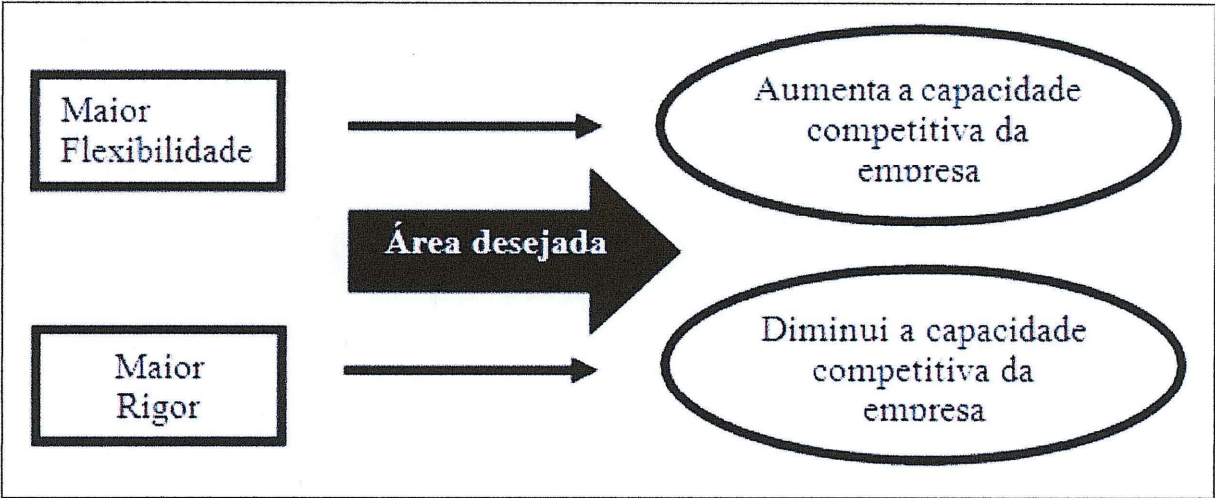 Maior
Flexibilidade
Aumenta a capacidade
competitiva da
empresa
Área desejada
Maior
Rigor
Diminui a capacidade
competitiva da
empresa